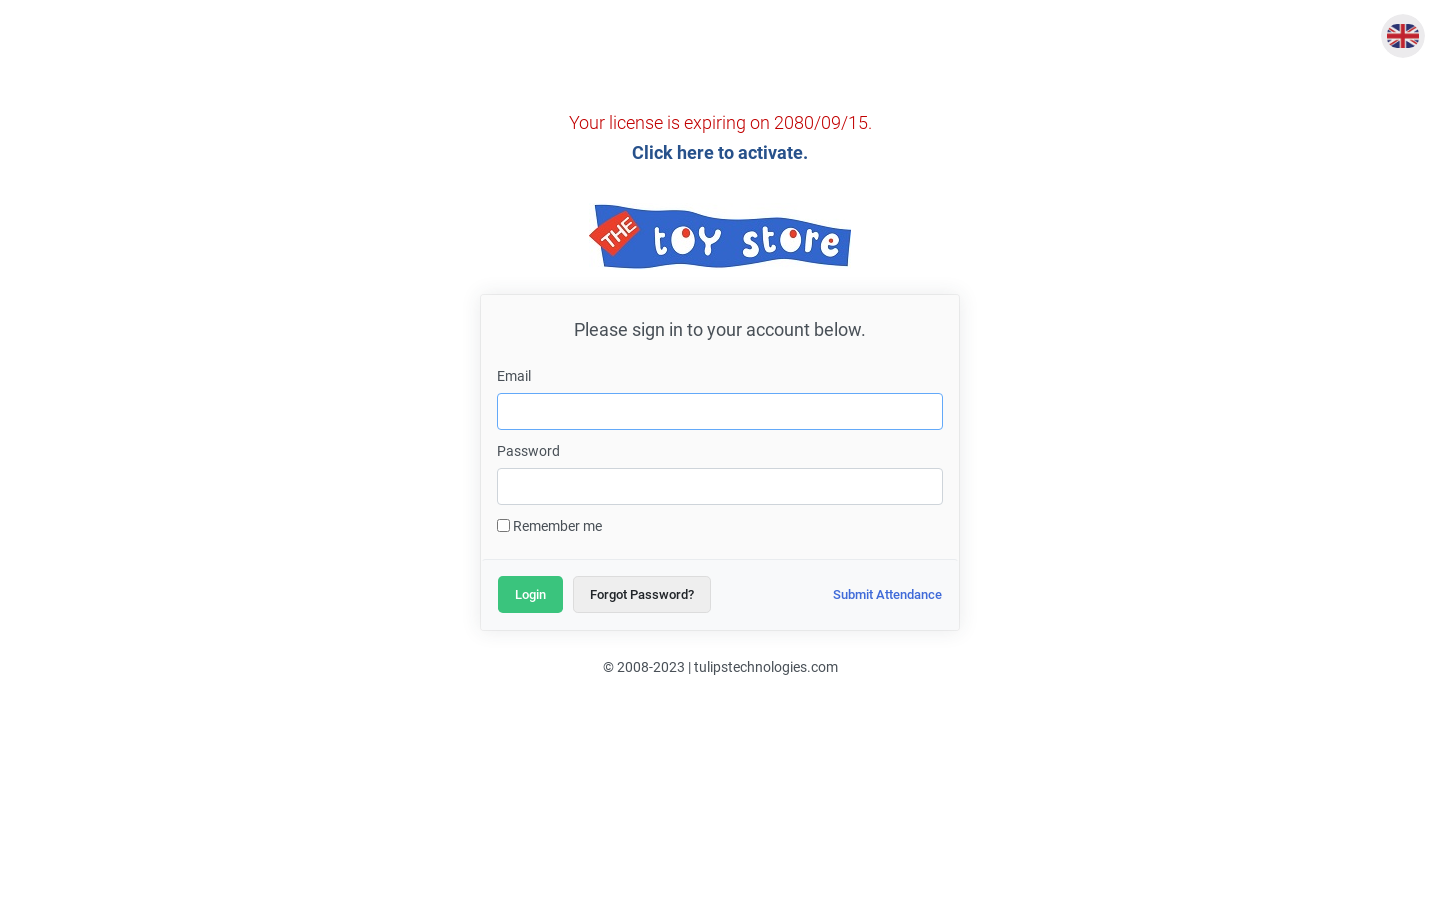 Your license is expiring on 2080/09/15.
Click here to activate.
THE toy store
Please sign in to your account below.
Email
Password
Remember me
Login
Forgot Password?
Submit Attendance
© 2008-2023 | tulipstechnologies.com